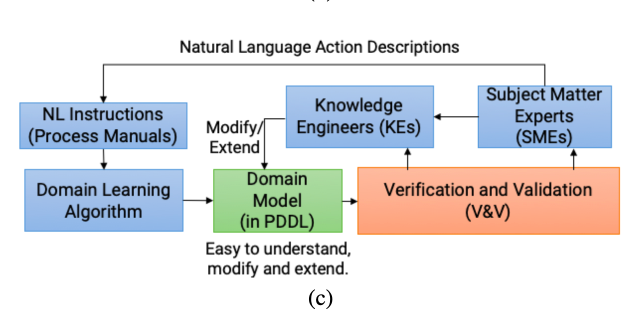 Natural Language Action Descriptions
NL Instructions
(Process Manuals)
Knowledge
Engineers (KEs)
Subject Matter
Experts
(SMEs)
Modify/
Extend
Domain Learning
Algorithm
Domain
Model
(in PDDL)
Verification and Validation
(V&V)
Easy to understand,
modify and extend.
(c)